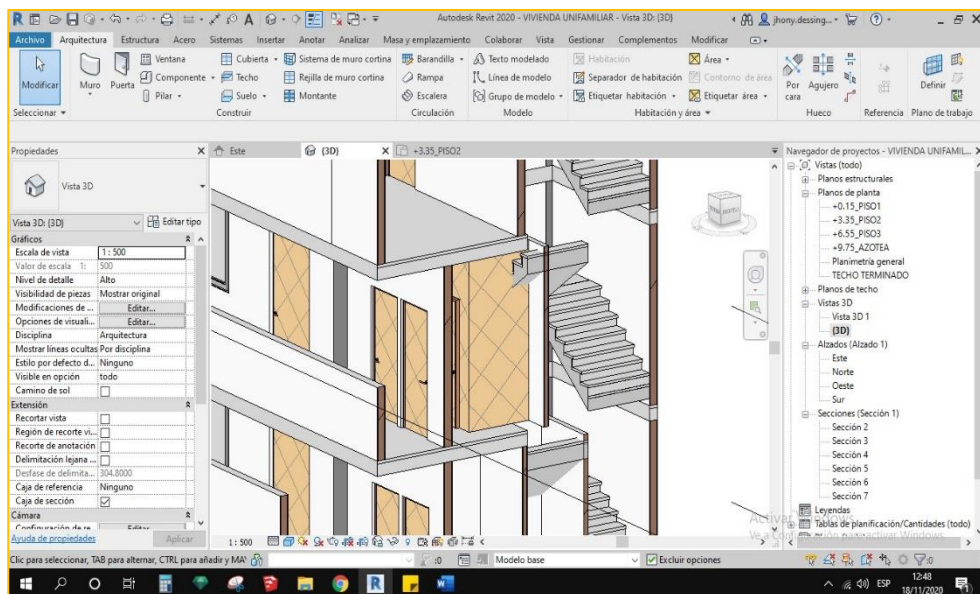 Autodesk Revit 2020 - VIVIENDA UNIFAMILIAR - Vista 3D: {3D}
jhony.dessing...
Archivo Arquitectura Estructura Acero Sistemas Insertar Anotar Analizar Masa y emplazamiento Colaborar Vista Gestionar Complementos Modificar
Modificar
Muro
Puerta
Ventana
Componente
Pilar
Cubierta
Techo
Suelo
Sistema de muro cortina
Rejilla de muro cortina
Montante
Barandilla
Rampa
Escalera
Texto modelado
Línea de modelo
Grupo de modelo
Habitación
Separador de habitación
Etiquetar habitación
Área
Contorno de área
Etiquetar área
Por cara
Agujero
Definir
Seleccionar Construir Circulación Modelo Habitación y área Hueco Referencia Plano de trabajo
Propiedades
Este {3D} +3.35_PISO2
Vista 3D
Vista 3D: {3D} Editar tipo
Gráficos
Escala de vista 1 : 500
Valor de escala 1: 500
Nivel de detalle Alto
Visibilidad de piezas Mostrar original
Modificaciones de ... Editar...
Opciones de visuali... Editar...
Disciplina Arquitectura
Mostrar líneas ocultas Por disciplina
Estilo por defecto d... Ninguno
Visible en opción todo
Camino de sol
Extensión
Recortar vista
Región de recorte vi...
Recorte de anotación
Delimitación lejana ...
Desfase de delimita... 304.8000
Caja de referencia Ninguno
Caja de sección
Cámara
Ayuda de propiedades Aplicar
Navegador de proyectos - VIVIENDA UNIFAMIL...
Vistas (todo)
Planos estructurales
Planos de planta
+0.15_PISO1
+3.35_PISO2
+6.55_PISO3
+9.75_AZOTEA
Planimetría general
TECHO TERMINADO
Planos de techo
Vistas 3D
Vista 3D 1
{3D}
Alzados (Alzado 1)
Este
Norte
Oeste
Sur
Secciones (Sección 1)
Sección 2
Sección 3
Sección 4
Sección 5
Sección 6
Sección 7
Leyendas
Tablas de planificación/Cantidades (todo)
1 : 500
Clic para seleccionar, TAB para alternar, CTRL para añadir y MAY
:0 Modelo base Excluir opciones :0
ESP 12:48
18/11/2020